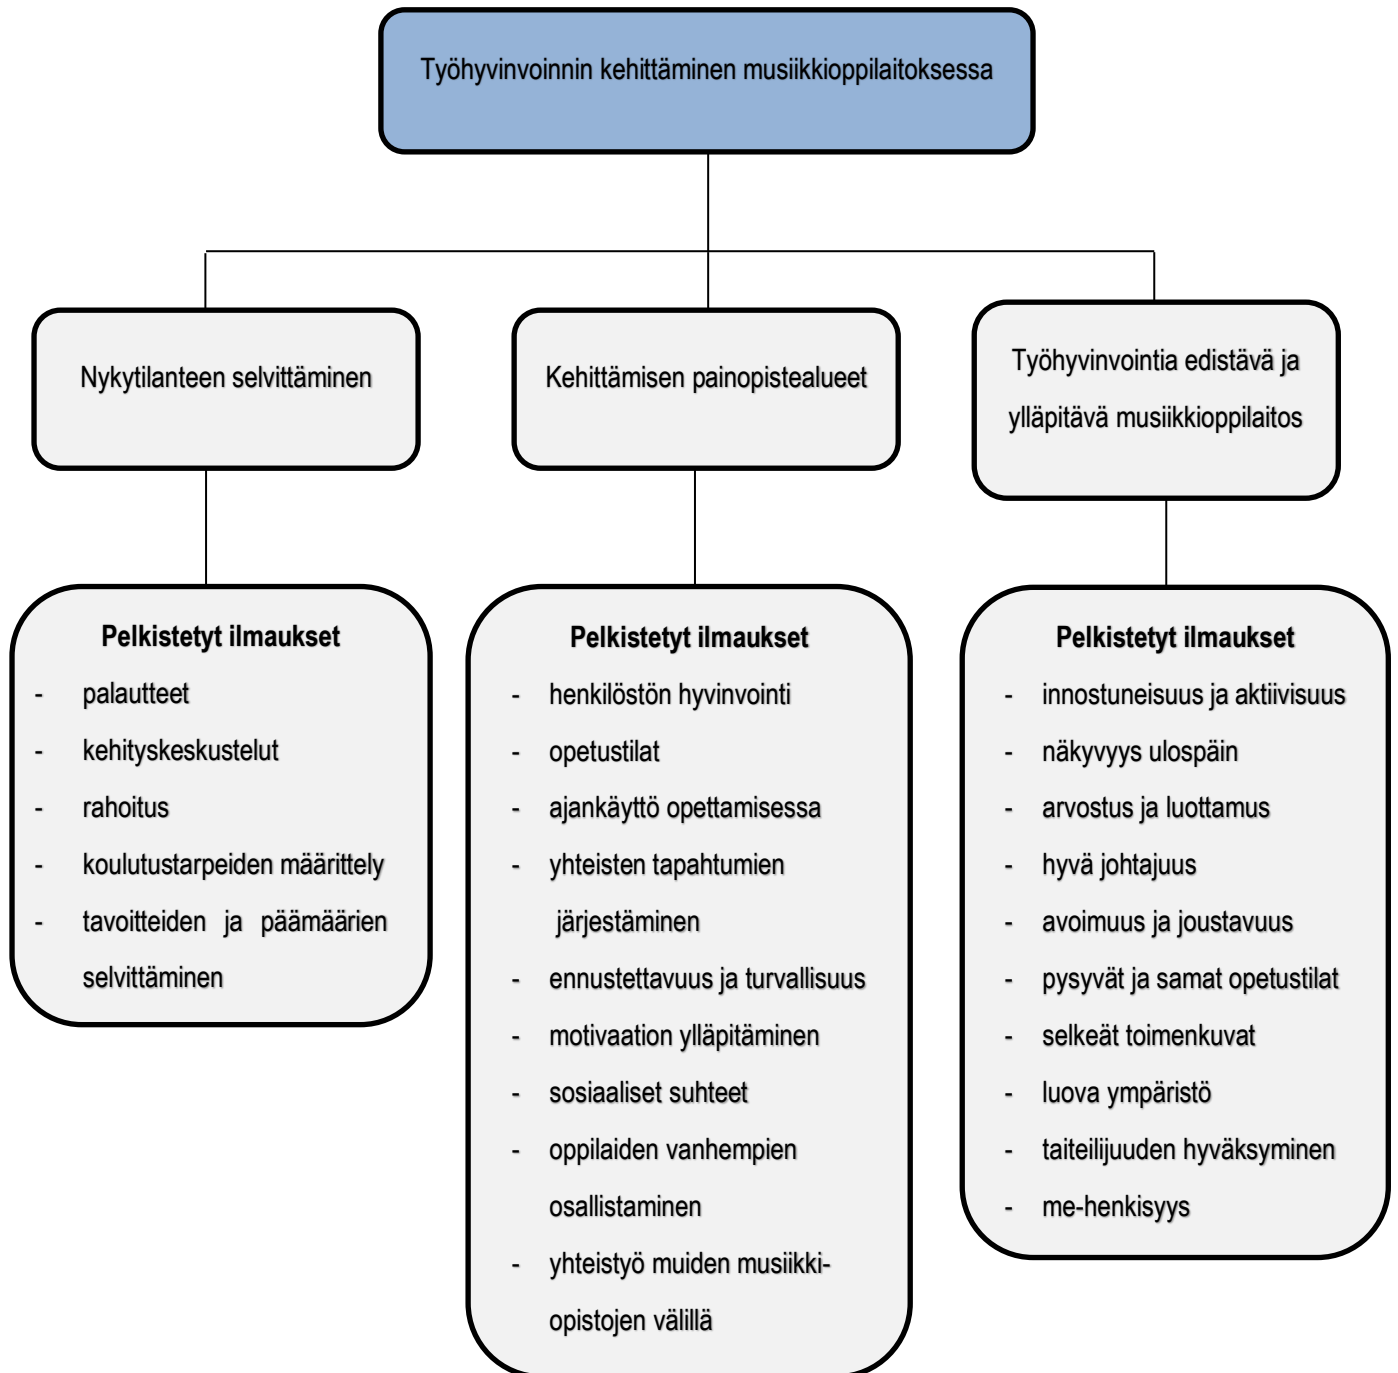 Työhyvinvoinnin kehittäminen musiikkioppilaitoksessa
Nykytilanteen selvittäminen
Kehittämisen painopistealueet
Työhyvinvointia edistävä ja
ylläpitävä musiikkioppilaitos
Pelkistetyt ilmaukset
- palautteet
- kehityskeskustelut
- rahoitus
- koulutustarpeiden määrittely
- tavoitteiden ja päämäärien
selvittäminen
Pelkistetyt ilmaukset
- henkilöstön hyvinvointi
- opetustilat
- ajankäyttö opettamisessa
- yhteisten tapahtumien
järjestäminen
- ennustettavuus ja turvallisuus
- motivaation ylläpitäminen
- sosiaaliset suhteet
- oppilaiden vanhempien
osallistaminen
- yhteistyö muiden musiikki-
opistojen välillä
Pelkistetyt ilmaukset
- innostuneisuus ja aktiivisuus
- näkyvyys ulospäin
- arvostus ja luottamus
- hyvä johtajuus
- avoimuus ja joustavuus
- pysyvät ja samat opetustilat
- selkeät toimenkuvat
- luova ympäristö
- taiteilijuuden hyväksyminen
- me-henkisyys